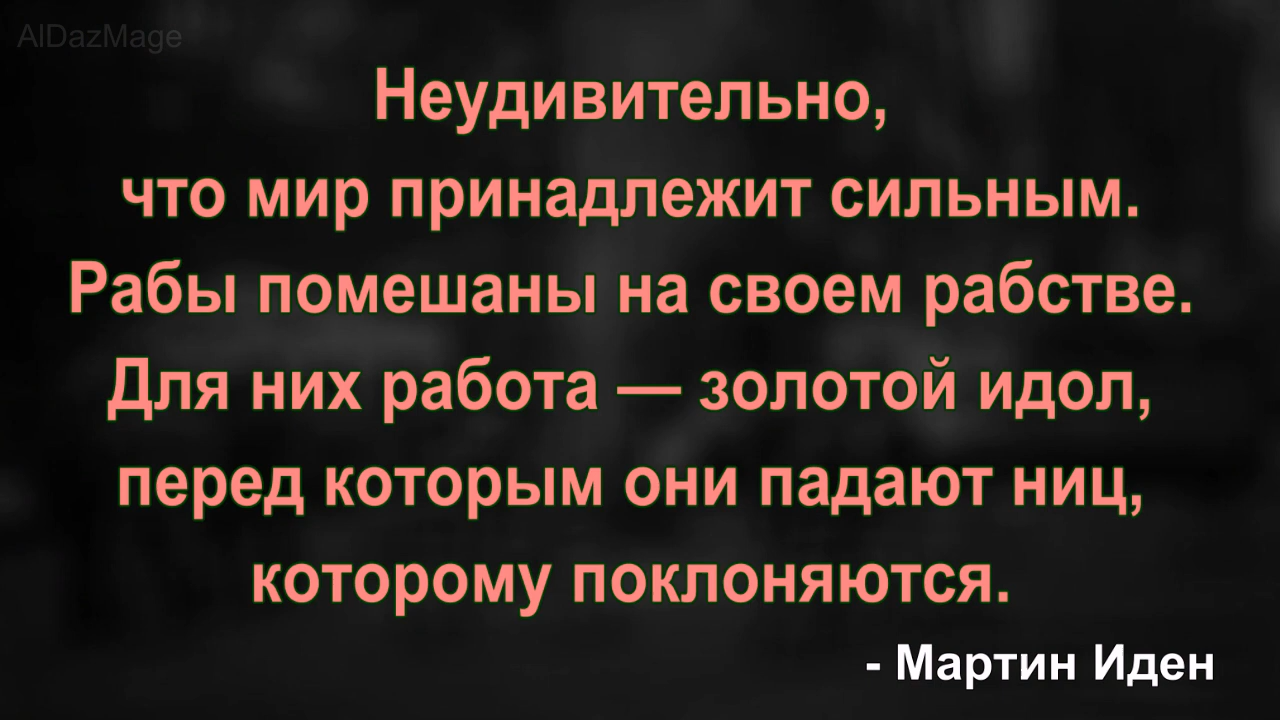 AIDazMage
Неудивительно,
что мир принадлежит сильным.
Рабы помешаны на своем рабстве.
Для них работа — золотой идол,
перед которым они падают ниц,
которому поклоняются.
- Мартин Иден